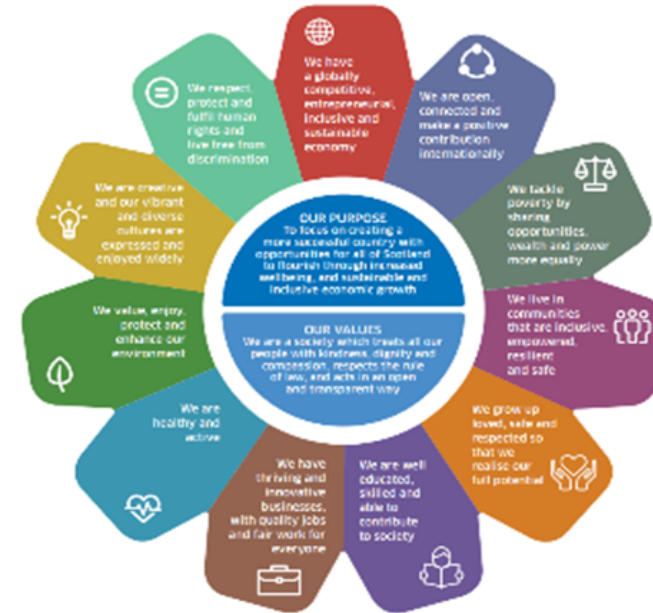 We have
a globally
competitive,
entrepreneurial,
inclusive and
sustainable
economy
We are open,
connected and
make a positive
contribution
internationally
We tackle
poverty by
sharing
opportunities,
wealth and power
more equally
We live in
communities
that are inclusive,
empowered,
resilient
and safe
We grow up
loved, safe and
respected so
that we
realise our
full potential
We are well
educated,
skilled and
able to
contribute
to society
We have
thriving and
innovative
businesses,
with quality jobs
and fair work for
everyone
We are
healthy and
active
We value, enjoy,
protect and
enhance our
environment
We are creative
and our vibrant
and diverse
cultures are
expressed and
enjoyed widely
We respect,
protect and
fulfil human
rights and
live free from
discrimination
OUR PURPOSE
To focus on creating a
more successful country with
opportunities for all of Scotland
to flourish through increased
wellbeing, and sustainable and
inclusive economic growth
OUR VALUES
We are a society which treats all our
people with kindness, dignity and
compassion, respects the rule
of law, and acts in an open
and transparent way